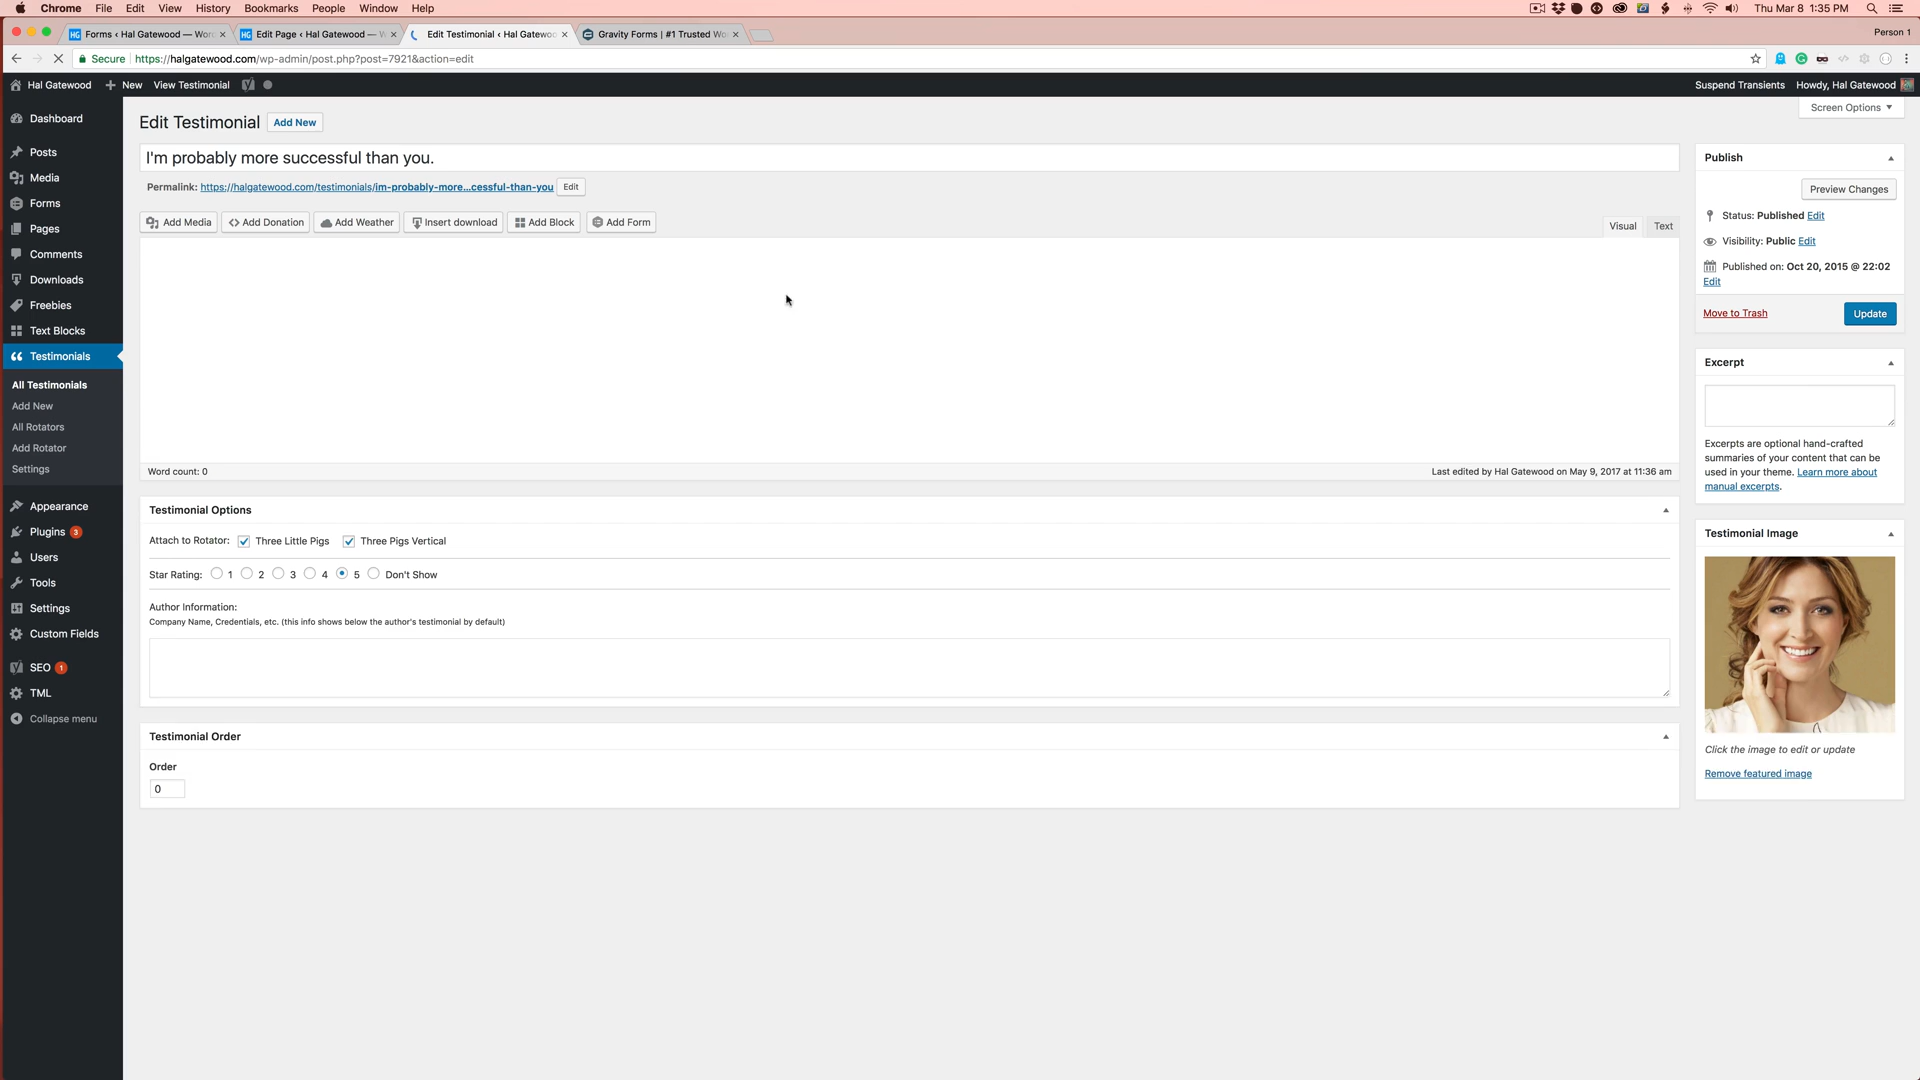 Chrome File Edit View History Bookmarks People Window Help Thu Mar 8 1:35 PM
Forms ‹ Hal Gatewood — Wor Edit Page ‹ Hal Gatewood — W Edit Testimonial ‹ Hal Gatewoo Gravity Forms | #1 Trusted Wo Person 1
Secure https://halgatewood.com/wp-admin/post.php?post=7921&action=edit
Hal Gatewood New View Testimonial Suspend Transients Howdy, Hal Gatewood
Screen Options
Dashboard
Posts
Media
Forms
Pages
Comments
Downloads
Freebies
Text Blocks
Testimonials
All Testimonials
Add New
All Rotators
Add Rotator
Settings
Appearance
Plugins 3
Users
Tools
Settings
Custom Fields
SEO 1
TML
Collapse menu
Edit Testimonial Add New
I'm probably more successful than you.
Permalink: https://halgatewood.com/testimonials/im-probably-more...cessful-than-you Edit
Add Media Add Donation Add Weather Insert download Add Block Add Form
Visual Text
Word count: 0 Last edited by Hal Gatewood on May 9, 2017 at 11:36 am
Testimonial Options
Attach to Rotator: Three Little Pigs Three Pigs Vertical
Star Rating: 1 2 3 4 5 Don't Show
Author Information:
Company Name, Credentials, etc. (this info shows below the author's testimonial by default)
Testimonial Order
Order
0
Publish
Preview Changes
Status: Published Edit
Visibility: Public Edit
Published on: Oct 20, 2015 @ 22:02
Edit
Move to Trash Update
Excerpt
Excerpts are optional hand-crafted
summaries of your content that can be
used in your theme. Learn more about
manual excerpts.
Testimonial Image
Click the image to edit or update
Remove featured image